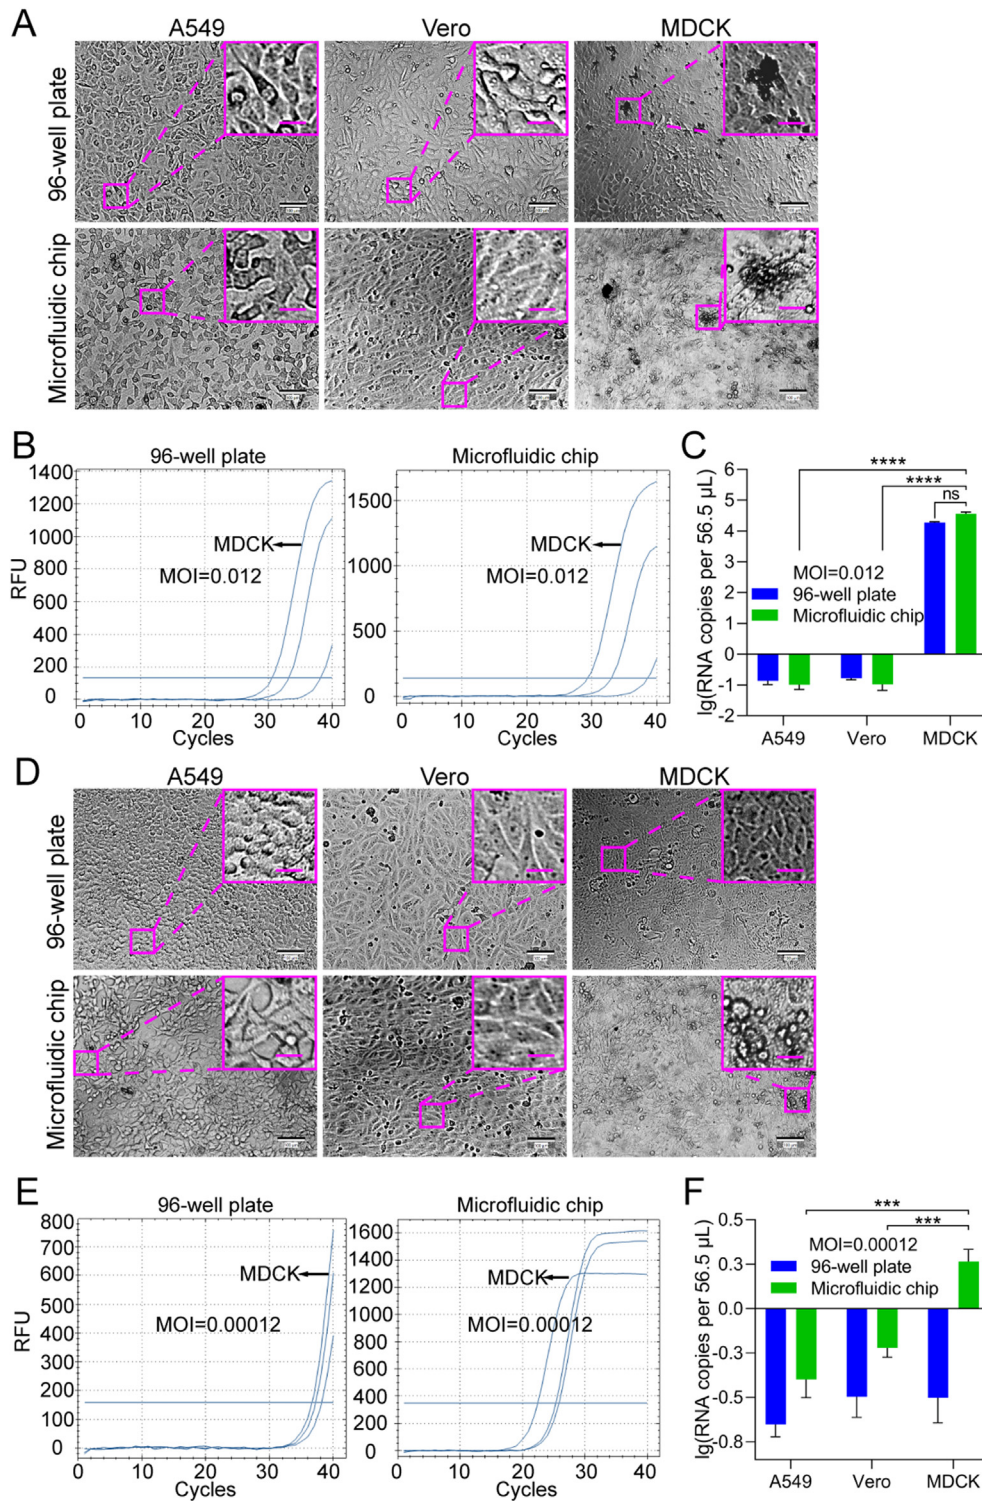 A
A549 Vero MDCK
96-well plate
Microfluidic chip
B
96-well plate Microfluidic chip
RFU
1400
1200
1000
800
600
400
200
0
MDCK
MOI=0.012
0 10 20 30 40
Cycles
1500
1000
500
0
MDCK
MOI=0.012
0 10 20 30 40
Cycles
C
lg(RNA copies per 56.5 µL)
6
5
4
3
2
1
0
-1
-2
****
****
ns
MOI=0.012
96-well plate
Microfluidic chip
A549 Vero MDCK
D
A549 Vero MDCK
96-well plate
Microfluidic chip
E
96-well plate Microfluidic chip
RFU
800
700
600
500
400
300
200
100
0
MDCK
MOI=0.00012
0 10 20 30 40
Cycles
1600
1400
1200
1000
800
600
400
200
0
MDCK
MOI=0.00012
0 10 20 30 40
Cycles
F
lg(RNA copies per 56.5 µL)
0.5
0.3
0.0
-0.3
-0.5
-0.8
***
***
MOI=0.00012
96-well plate
Microfluidic chip
A549 Vero MDCK